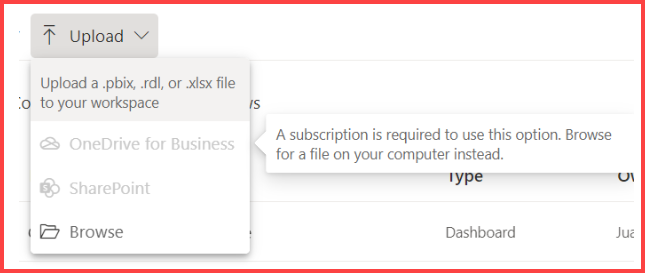 Upload
Upload a .pbix, .rdl, or .xlsx file
to your workspace
OneDrive for Business
A subscription is required to use this option. Browse
for a file on your computer instead.
SharePoint
Type
Browse
Dashboard